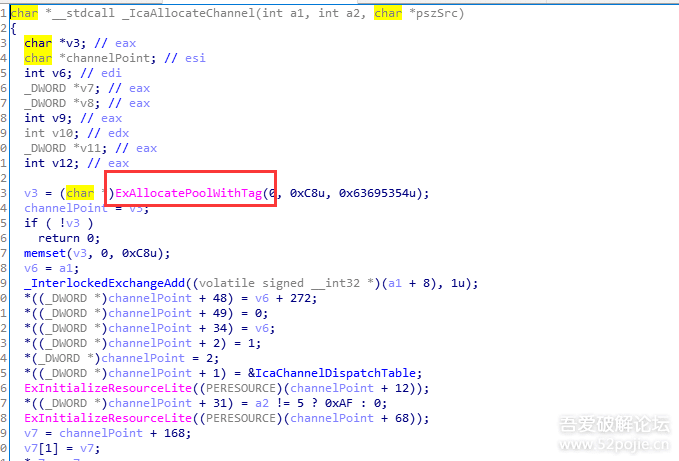 1 char *__stdcall _IcaAllocateChannel(int a1, int a2, char *pszSrc)
2 {
3 char *v3; // eax
4 char *channelPoint; // esi
5 int v6; // edi
6 _DWORD *v7; // eax
7 _DWORD *v8; // eax
8 int v9; // eax
9 int v10; // edx
0 _DWORD *v11; // eax
1 int v12; // eax
2
3 v3 = (char *)ExAllocatePoolWithTag(0, 0xC8u, 0x63695354u);
4 channelPoint = v3;
5 if ( !v3 )
6 return 0;
7 memset(v3, 0, 0xC8u);
8 v6 = a1;
9 _InterlockedExchangeAdd((volatile signed __int32 *)(a1 + 8), 1u);
0 *((_DWORD *)channelPoint + 48) = v6 + 272;
1 *((_DWORD *)channelPoint + 49) = 0;
2 *((_DWORD *)channelPoint + 34) = v6;
3 *((_DWORD *)channelPoint + 2) = 1;
4 *(_DWORD *)channelPoint = 2;
5 *((_DWORD *)channelPoint + 1) = &IcaChannelDispatchTable;
6 ExInitializeResourceLite((PERESOURCE)(channelPoint + 12));
7 *((_DWORD *)channelPoint + 31) = a2 != 5 ? 0xAF : 0;
8 ExInitializeResourceLite((PERESOURCE)(channelPoint + 68));
9 v7 = channelPoint + 168;
0 v7[1] = v7;
吾爱破解论坛
www.52pojie.cn